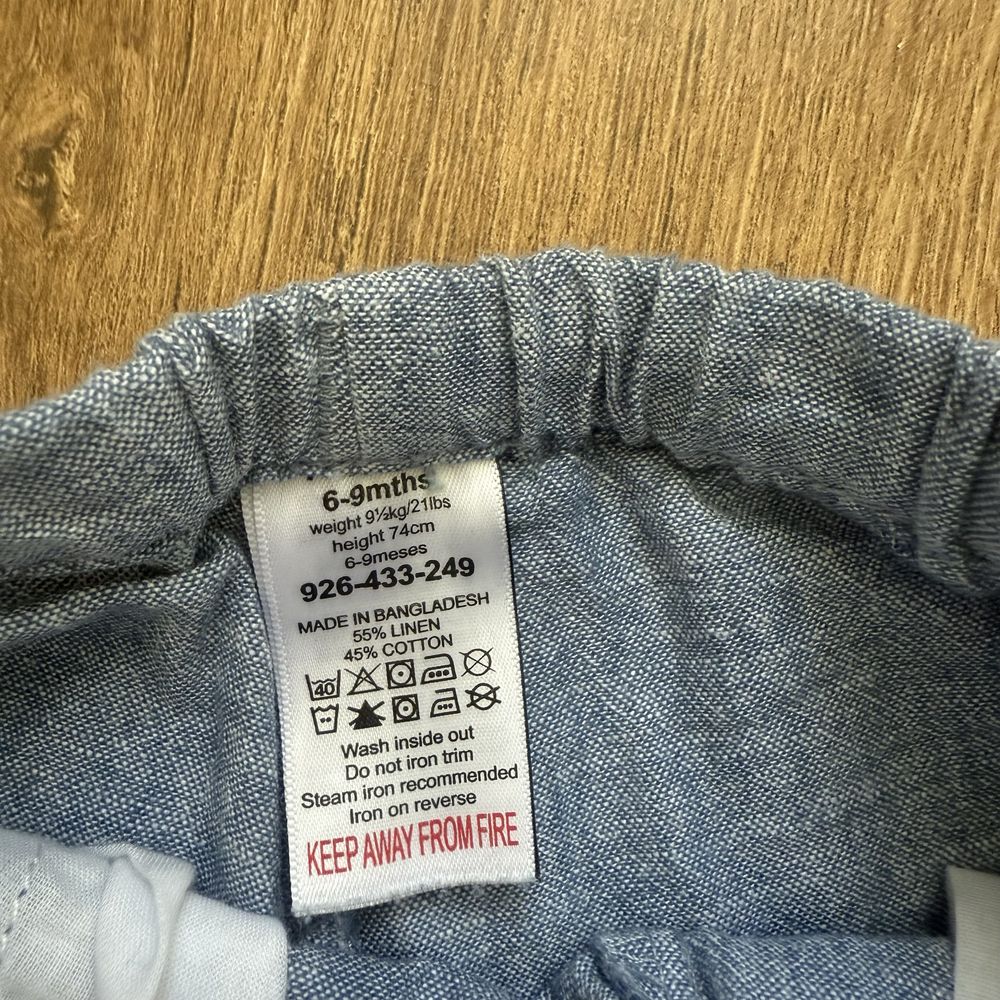 6-9mths
weight 9½kg/21lbs
height 74cm
6-9meses
926-433-249
MADE IN BANGLADESH
55% LINEN
45% COTTON
40
Wash inside out
Do not iron trim
Steam iron recommended
Iron on reverse
KEEP AWAY FROM FIRE